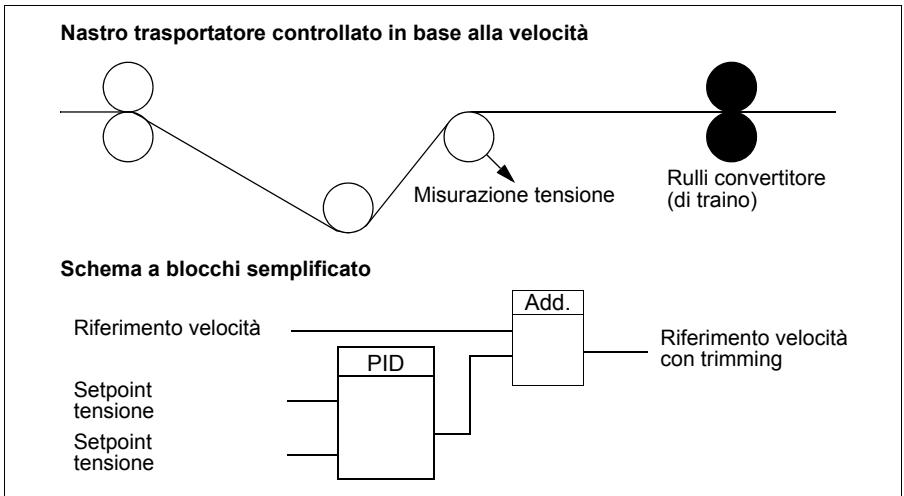 Nastro trasportatore controllato in base alla velocità
Misurazione tensione
Rulli convertitore
(di traino)
Schema a blocchi semplificato
Add.
Riferimento velocità
Riferimento velocità
con trimming
PID
Setpoint
tensione
Setpoint
tensione